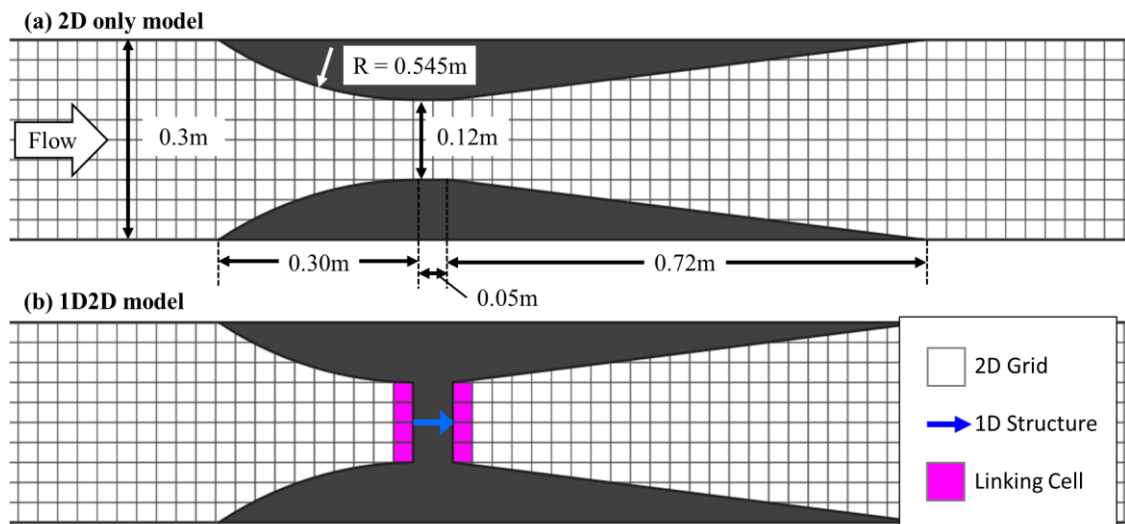 (a) 2D only model
R = 0.545m
Flow
0.3m
0.12m
0.30m
0.72m
0.05m
(b) 1D2D model
2D Grid
1D Structure
Linking Cell